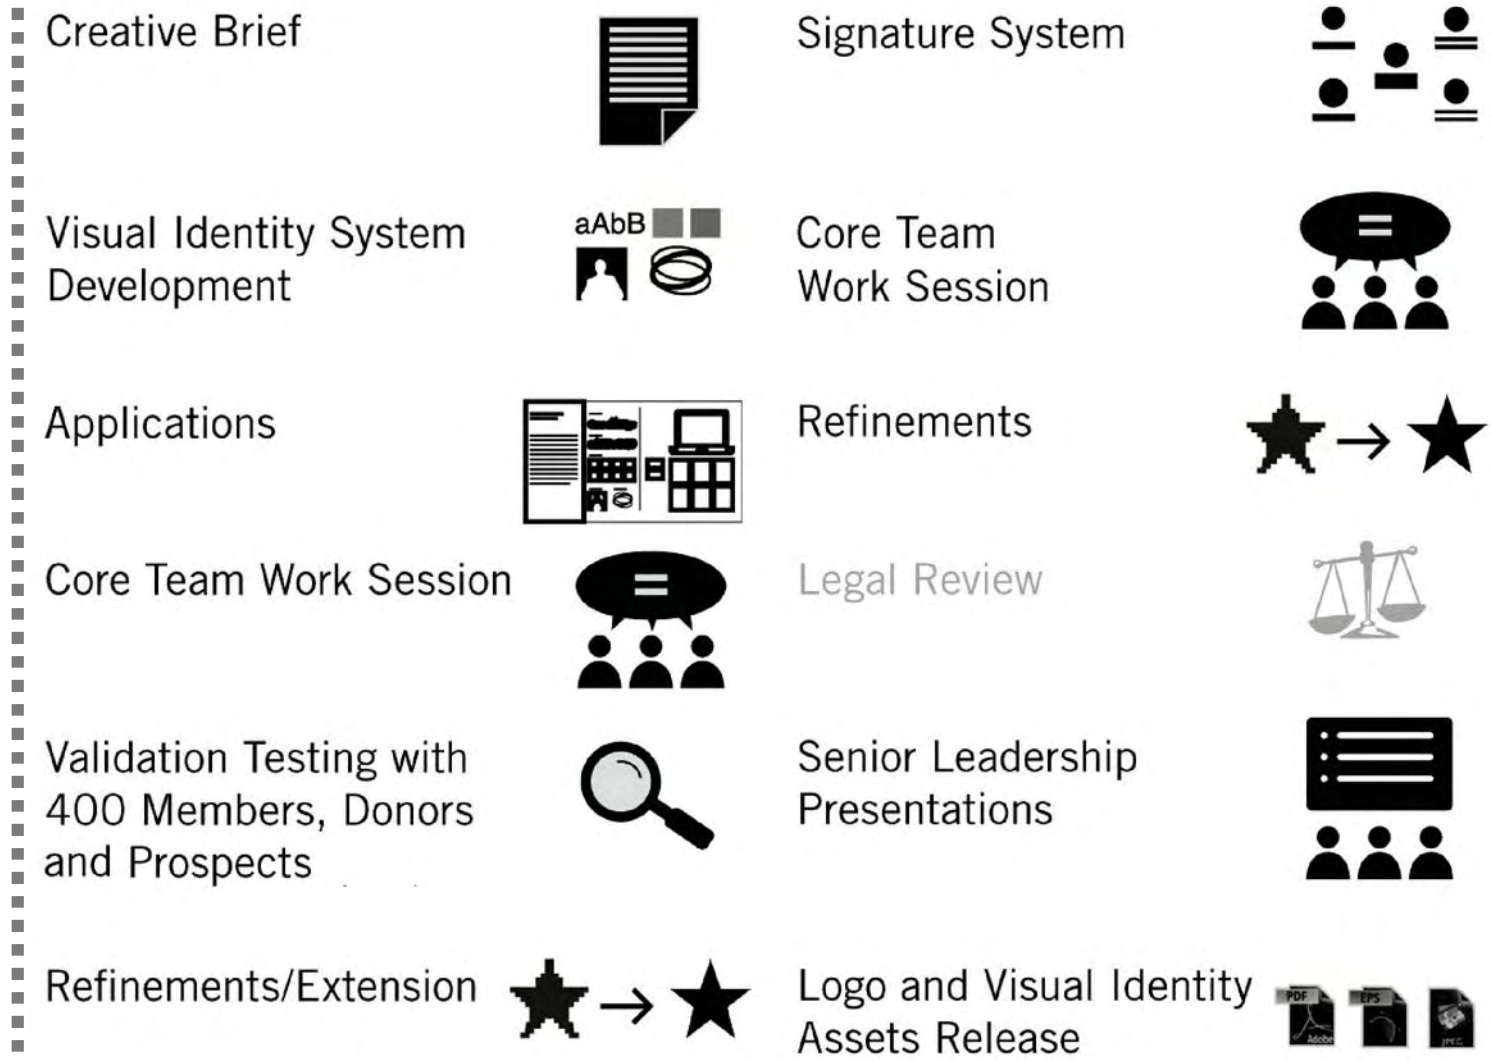 Creative Brief
Visual Identity System
Development
aAbB
Applications
Core Team Work Session
Validation Testing with
400 Members, Donors
and Prospects
Refinements/Extension
Signature System
Core Team
Work Session
Refinements
Legal Review
Senior Leadership
Presentations
Logo and Visual Identity
Assets Release
PDF
Adobe
EPS
JPEG